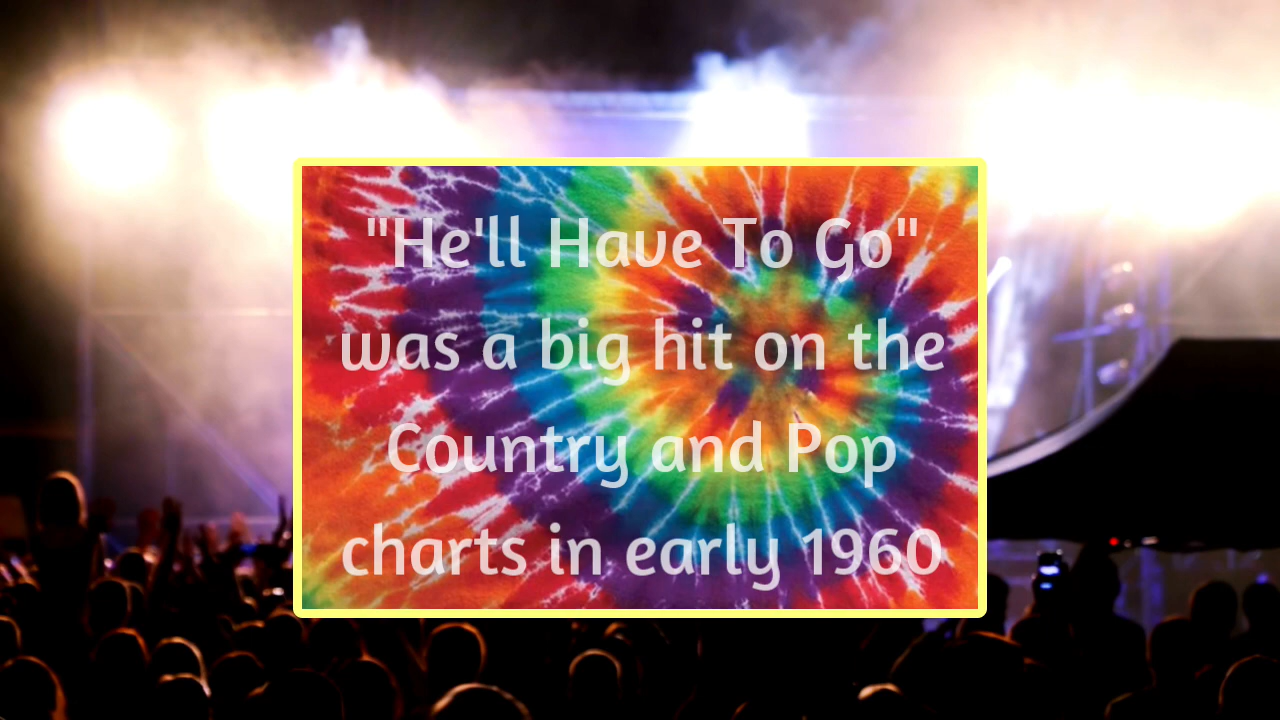 "He'll Have To Go"
was a big hit on the
Country and Pop
charts in early 1960